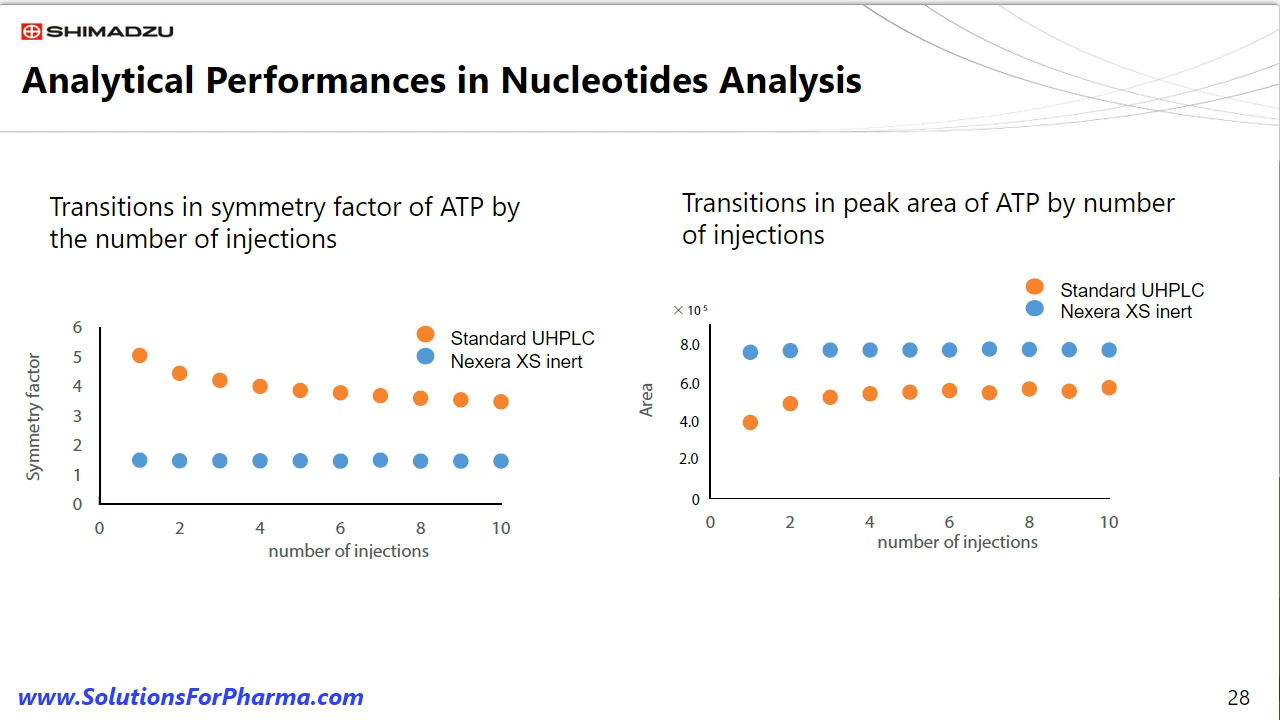 SHIMADZU
Analytical Performances in Nucleotides Analysis
Transitions in symmetry factor of ATP by
the number of injections
Standard UHPLC
Nexera XS inert
Symmetry factor
6
5
4
3
2
1
0
0 2 4 6 8 10
number of injections
Transitions in peak area of ATP by number
of injections
Standard UHPLC
Nexera XS inert
× 10⁵
Area
8.0
6.0
4.0
2.0
0
0 2 4 6 8 10
number of injections
www.SolutionsForPharma.com
28